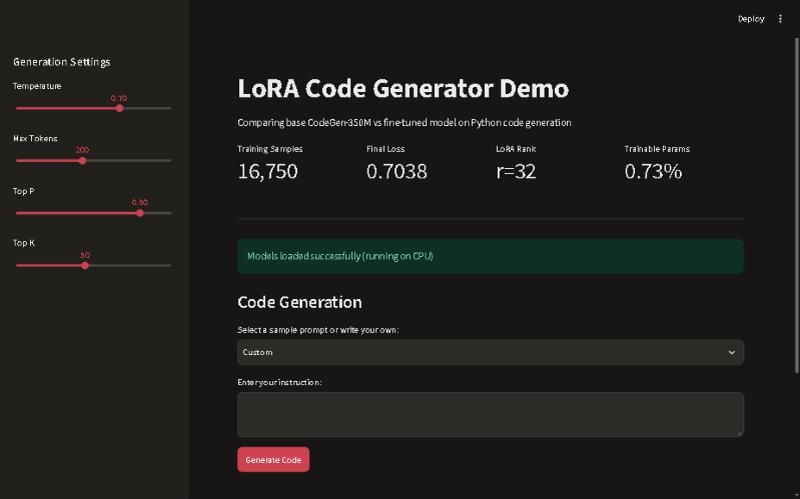 Deploy
Generation Settings
Temperature
0.70
Max Tokens
200
Top P
0.90
Top K
50
LoRA Code Generator Demo
Comparing base CodeGen-350M vs fine-tuned model on Python code generation
Training Samples
16,750
Final Loss
0.7038
LoRA Rank
r=32
Trainable Params
0.73%
Models loaded successfully (running on CPU)
Code Generation
Select a sample prompt or write your own:
Custom
Enter your instruction:
Generate Code